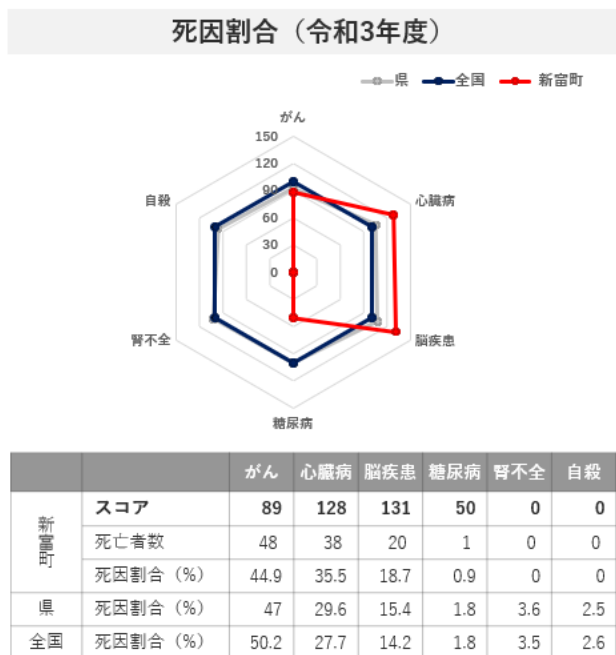 死因割合（令和3年度）
県 全国 新富町
がん
150
120
90
60
30
0
自殺
心臓病
腎不全
脳疾患
糖尿病
がん 心臓病 脳疾患 糖尿病 腎不全 自殺
新富町 スコア 89 128 131 50 0 0
死亡者数 48 38 20 1 0 0
死因割合（%） 44.9 35.5 18.7 0.9 0 0
県 死因割合（%） 47 29.6 15.4 1.8 3.6 2.5
全国 死因割合（%） 50.2 27.7 14.2 1.8 3.5 2.6